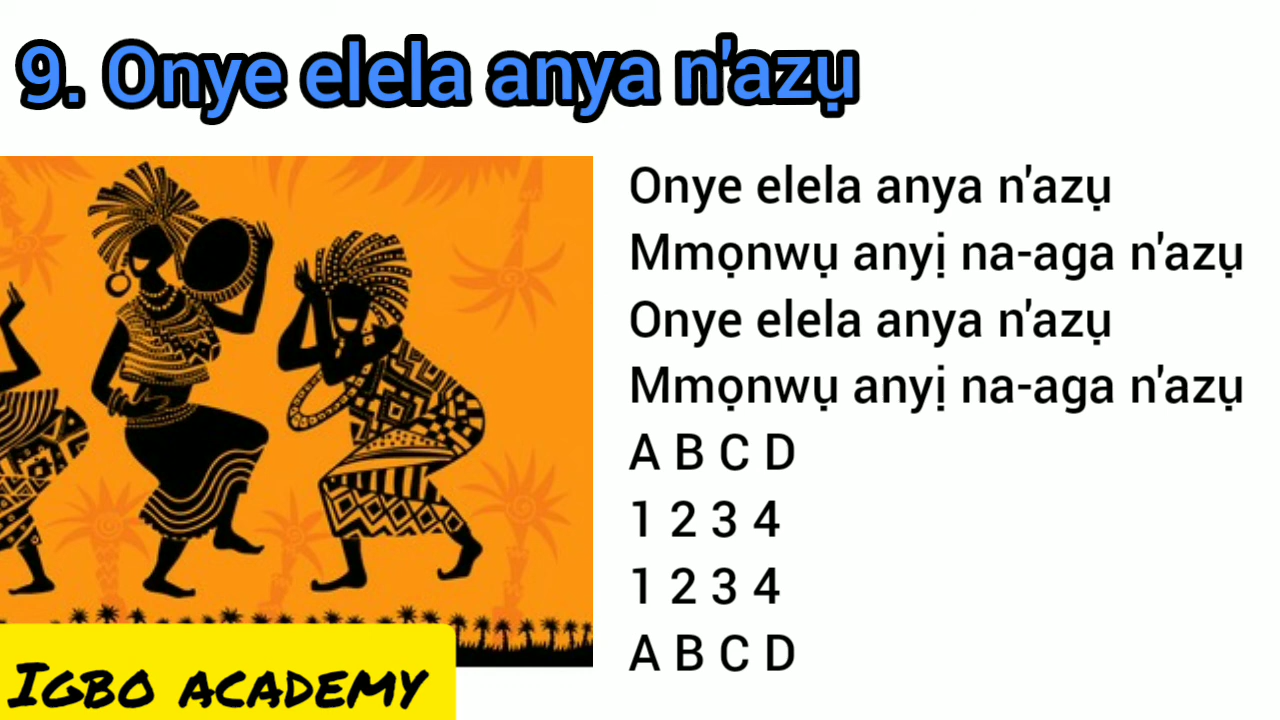 9. Onye elela anya n'azụ
Onye elela anya n'azụ
Mmọnwụ anyị na-aga n'azụ
Onye elela anya n'azụ
Mmọnwụ anyị na-aga n'azụ
A B C D
1 2 3 4
1 2 3 4
A B C D
IGBO ACADEMY